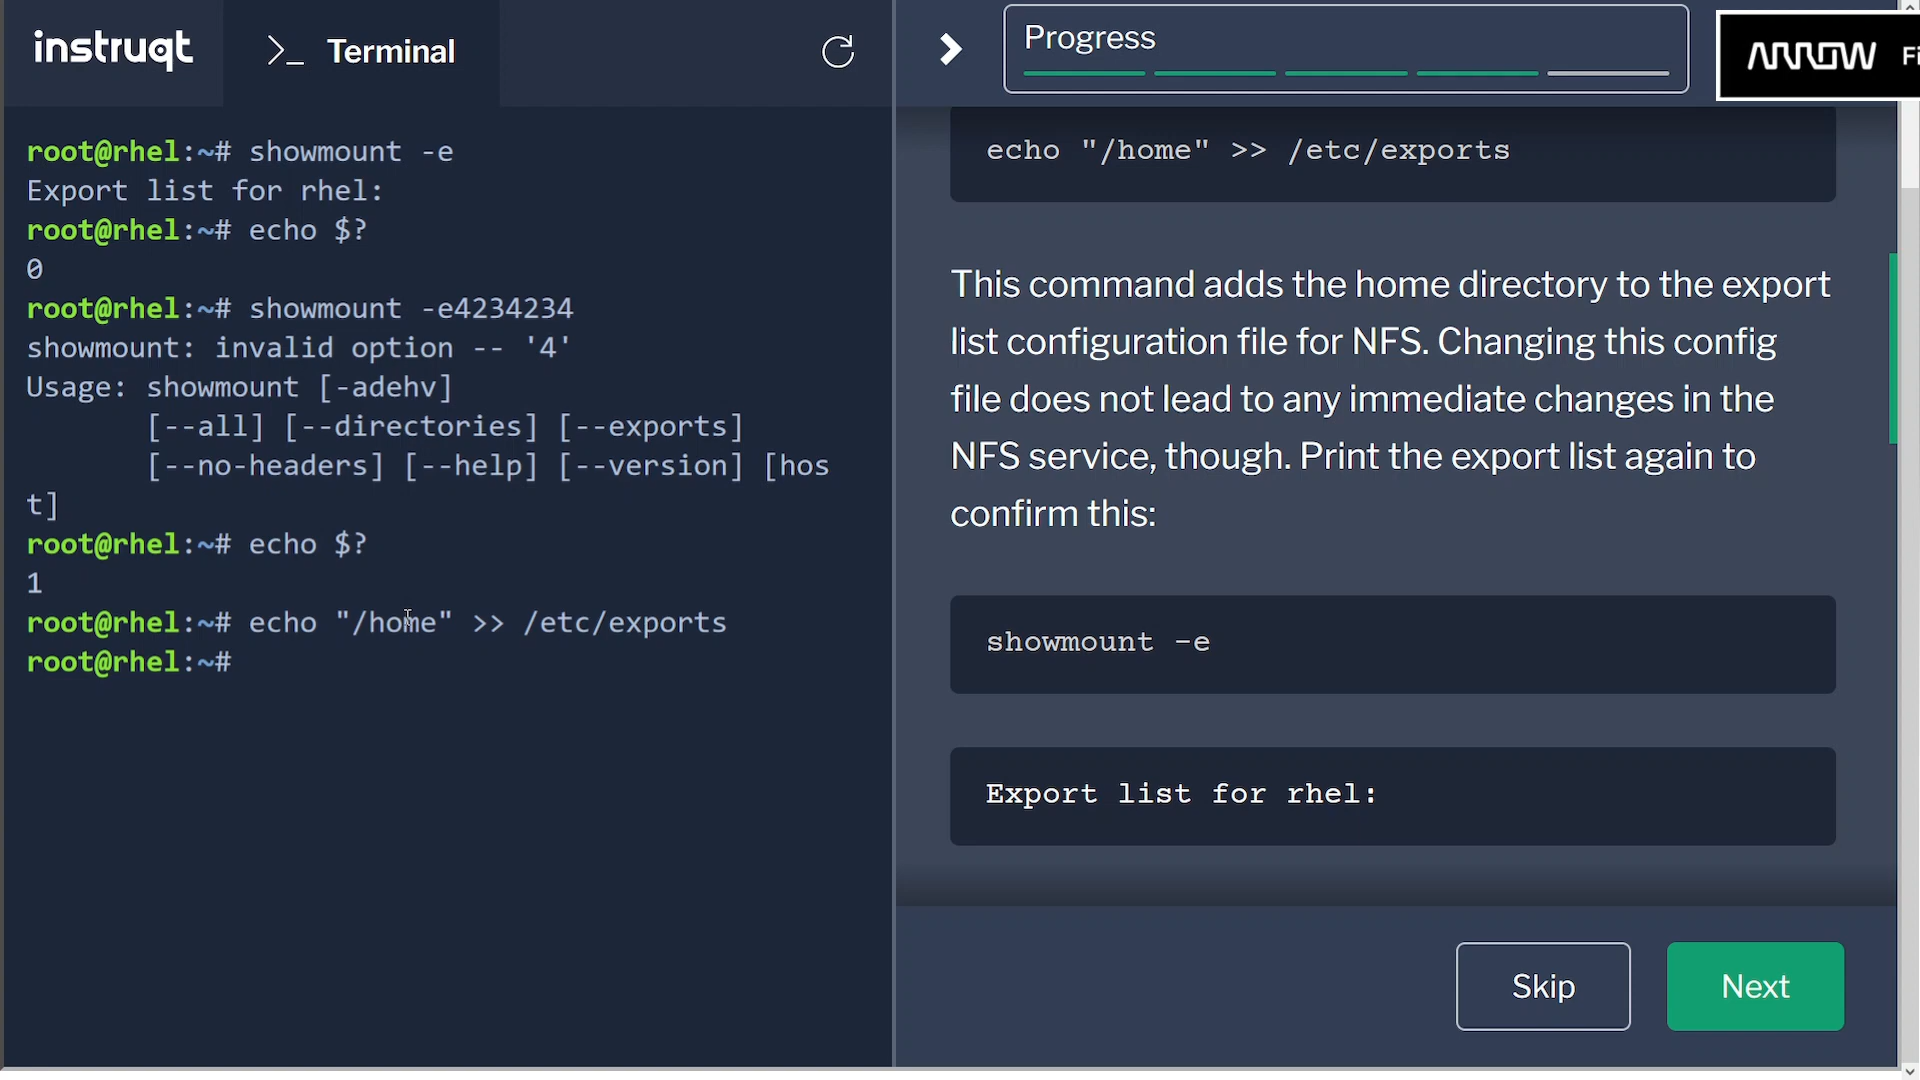 instruqt
>_ Terminal
root@rhel:~# showmount -e
Export list for rhel:
root@rhel:~# echo $?
0
root@rhel:~# showmount -e4234234
showmount: invalid option -- '4'
Usage: showmount [-adehv]
[--all] [--directories] [--exports]
[--no-headers] [--help] [--version] [hos
t]
root@rhel:~# echo $?
1
root@rhel:~# echo "/home" >> /etc/exports
root@rhel:~#
Progress
ARROW
echo "/home" >> /etc/exports
This command adds the home directory to the export
list configuration file for NFS. Changing this config
file does not lead to any immediate changes in the
NFS service, though. Print the export list again to
confirm this:
showmount -e
Export list for rhel:
Skip
Next